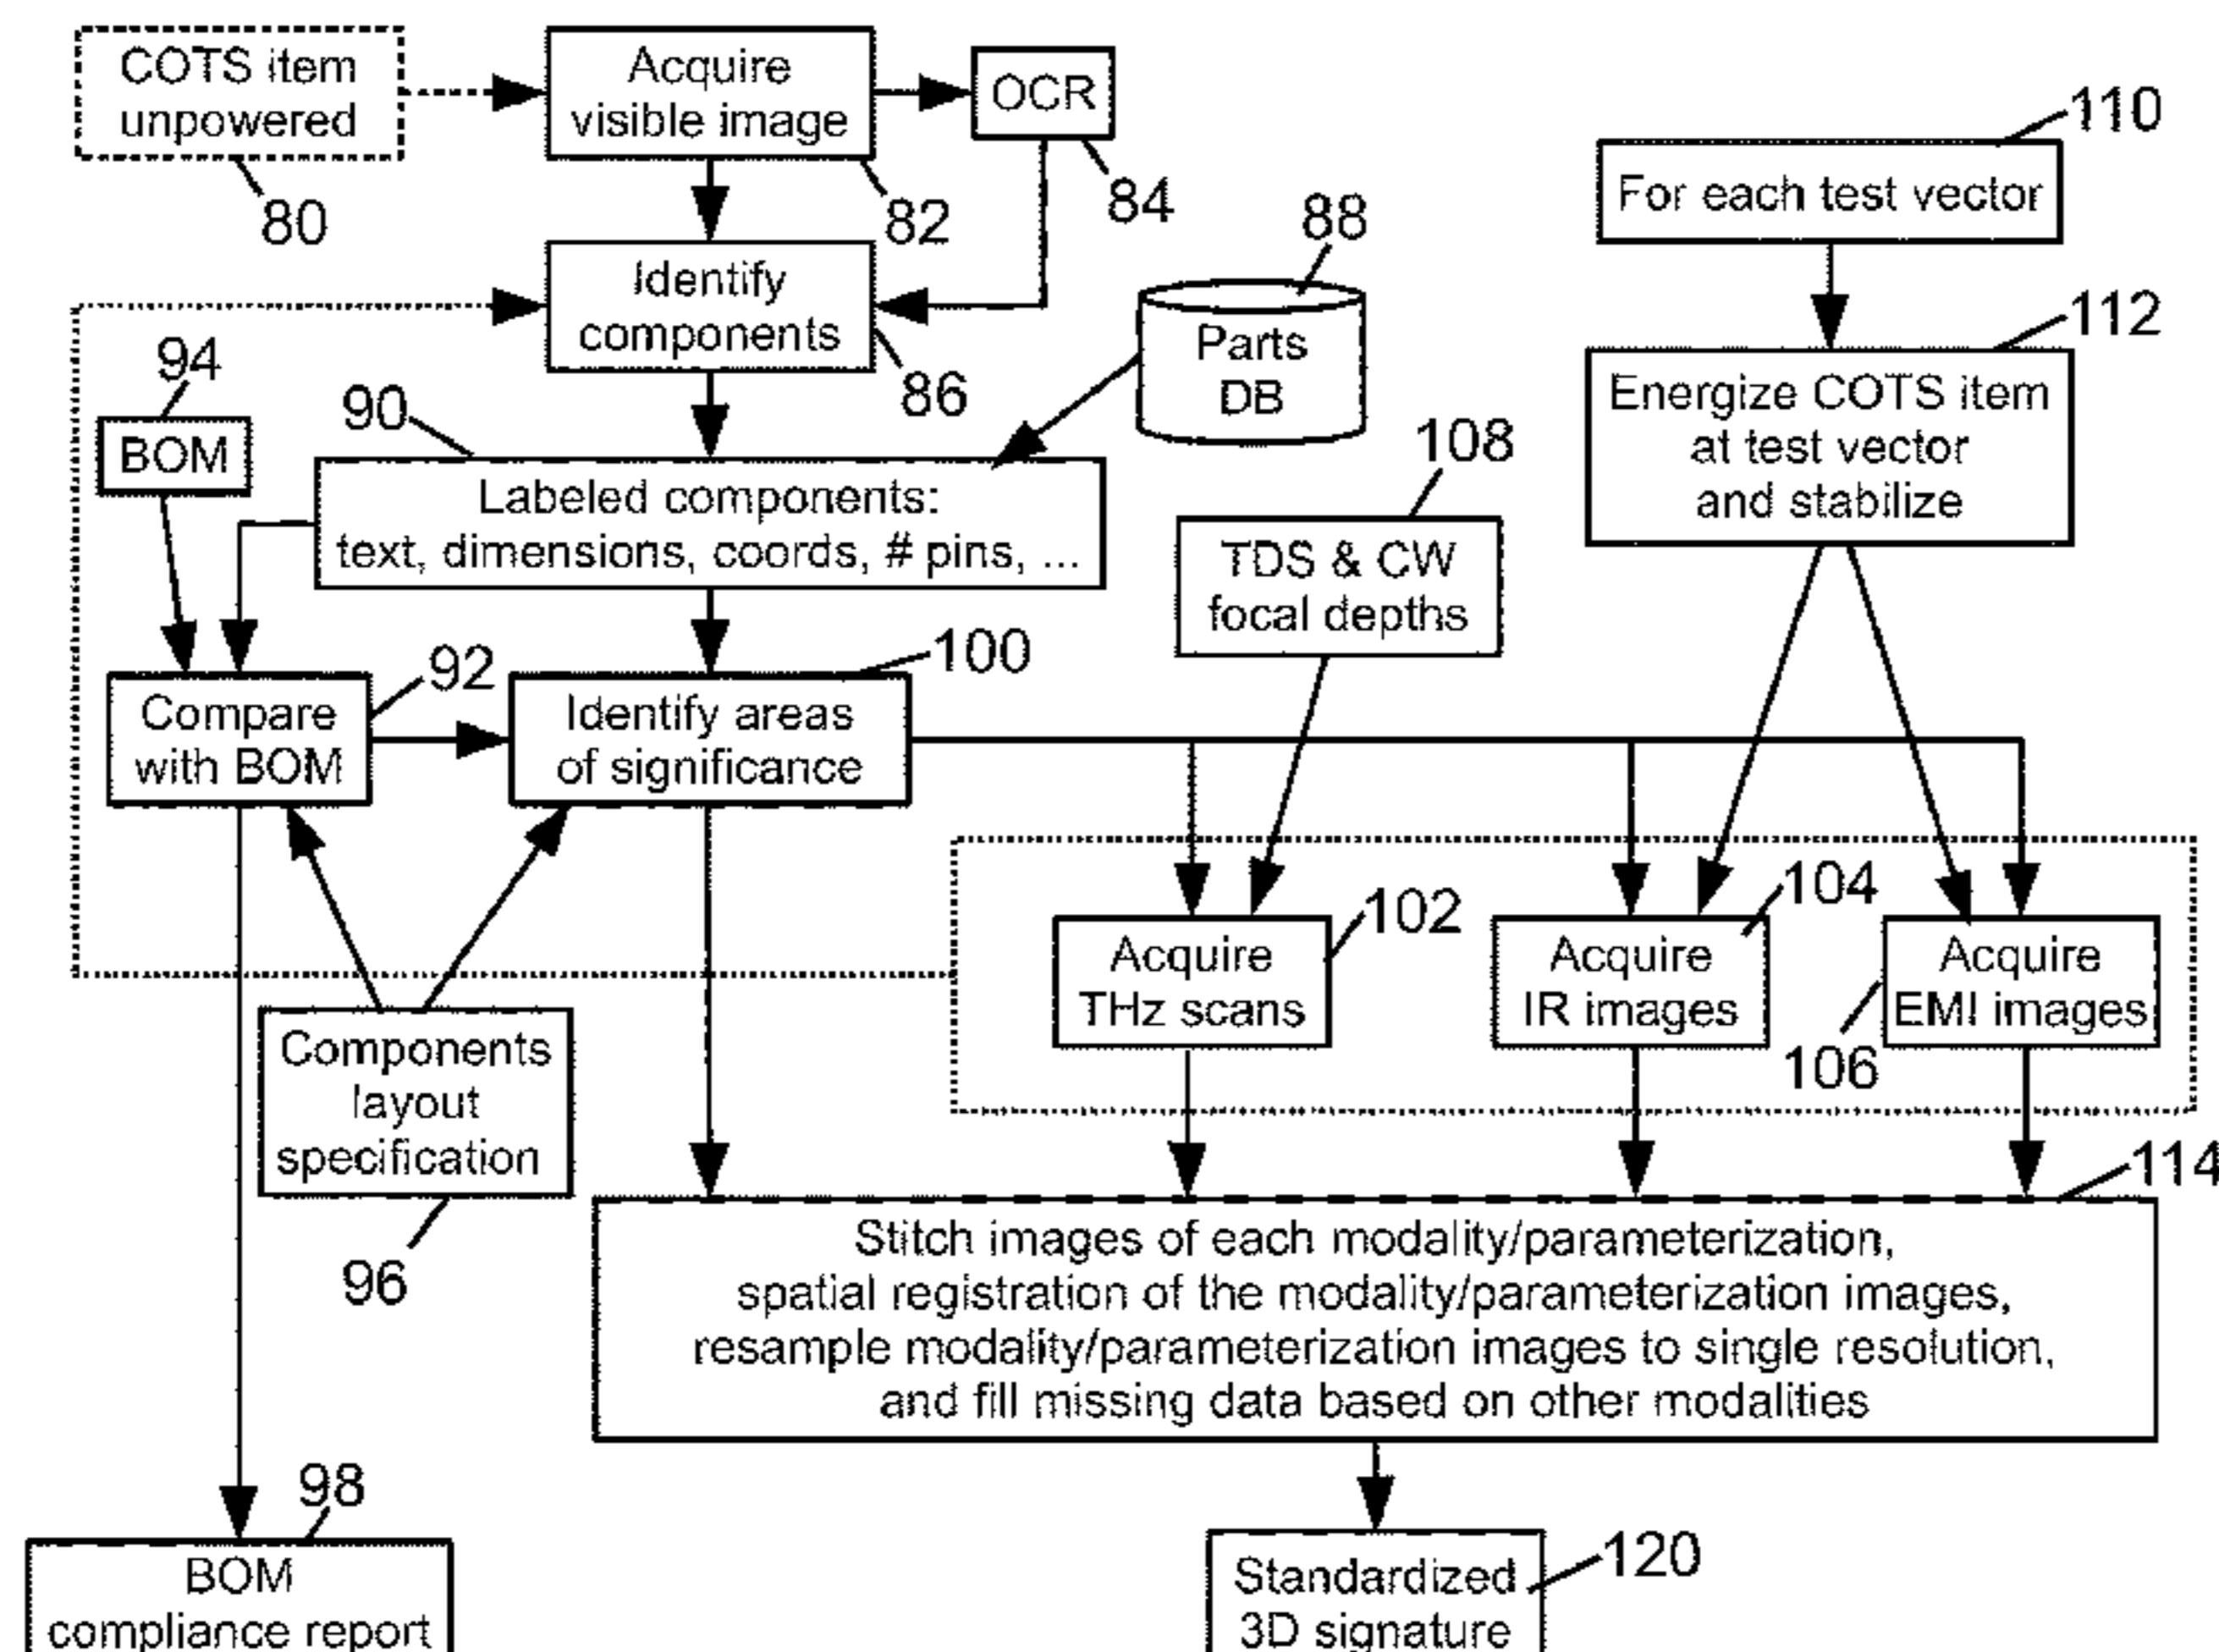 COTS item
unpowered
80
Acquire
visible image
82
OCR
84
110
For each test vector
88
Parts
DB
Identify
components
86
112
Energize COTS item
at test vector
and stabilize
94
BOM
90
Labeled components:
text, dimensions, coords, # pins, ...
108
TDS & CW
focal depths
92
Compare
with BOM
100
Identify areas
of significance
102
Acquire
THz scans
104
Acquire
IR images
106
Acquire
EMI images
Components
layout
specification
96
114
Stitch images of each modality/parameterization,
spatial registration of the modality/parameterization images,
resample modality/parameterization images to single resolution,
and fill missing data based on other modalities
98
BOM
compliance report
120
Standardized
3D signature